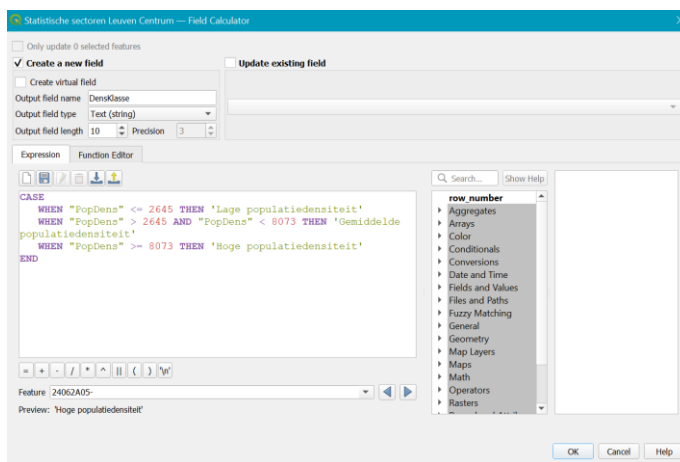 Statistische sectoren Leuven Centrum — Field Calculator
Only update 0 selected features
Create a new field
Update existing field
Create virtual field
Output field name DensKlasse
Output field type Text (string)
Output field length 10 Precision 3
Expression Function Editor
Search... Show Help
CASE
WHEN "PopDens" <= 2645 THEN 'Lage populatiedensiteit'
WHEN "PopDens" > 2645 AND "PopDens" < 8073 THEN 'Gemiddelde
populatiedensiteit'
WHEN "PopDens" >= 8073 THEN 'Hoge populatiedensiteit'
END
row_number
Aggregates
Arrays
Color
Conditionals
Conversions
Date and Time
Fields and Values
Files and Paths
Fuzzy Matching
General
Geometry
Map Layers
Maps
Math
Operators
Rasters
= + - / * ^ || ( ) '\n'
Feature 24062A05-
Preview: 'Hoge populatiedensiteit'
OK Cancel Help